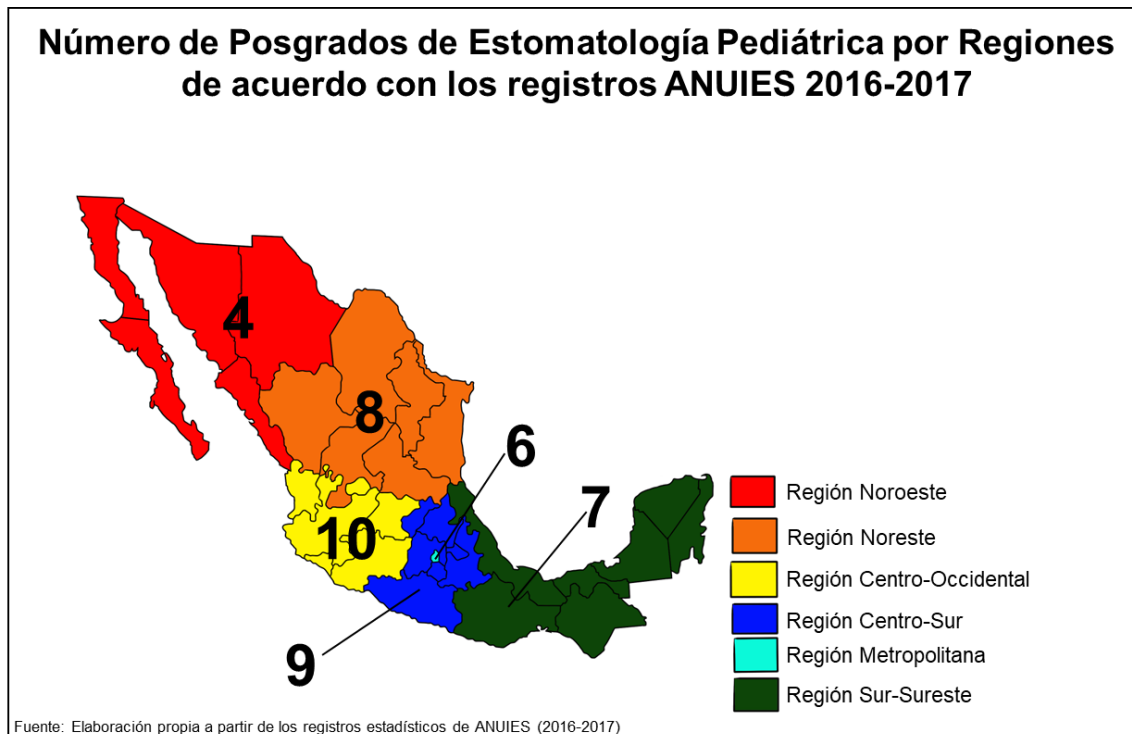 Número de Posgrados de Estomatología Pediátrica por Regiones
de acuerdo con los registros ANUIES 2016-2017
4
8
6
7
10
9
Región Noroeste
Región Noreste
Región Centro-Occidental
Región Centro-Sur
Región Metropolitana
Región Sur-Sureste
Fuente: Elaboración propia a partir de los registros estadísticos de ANUIES (2016-2017)